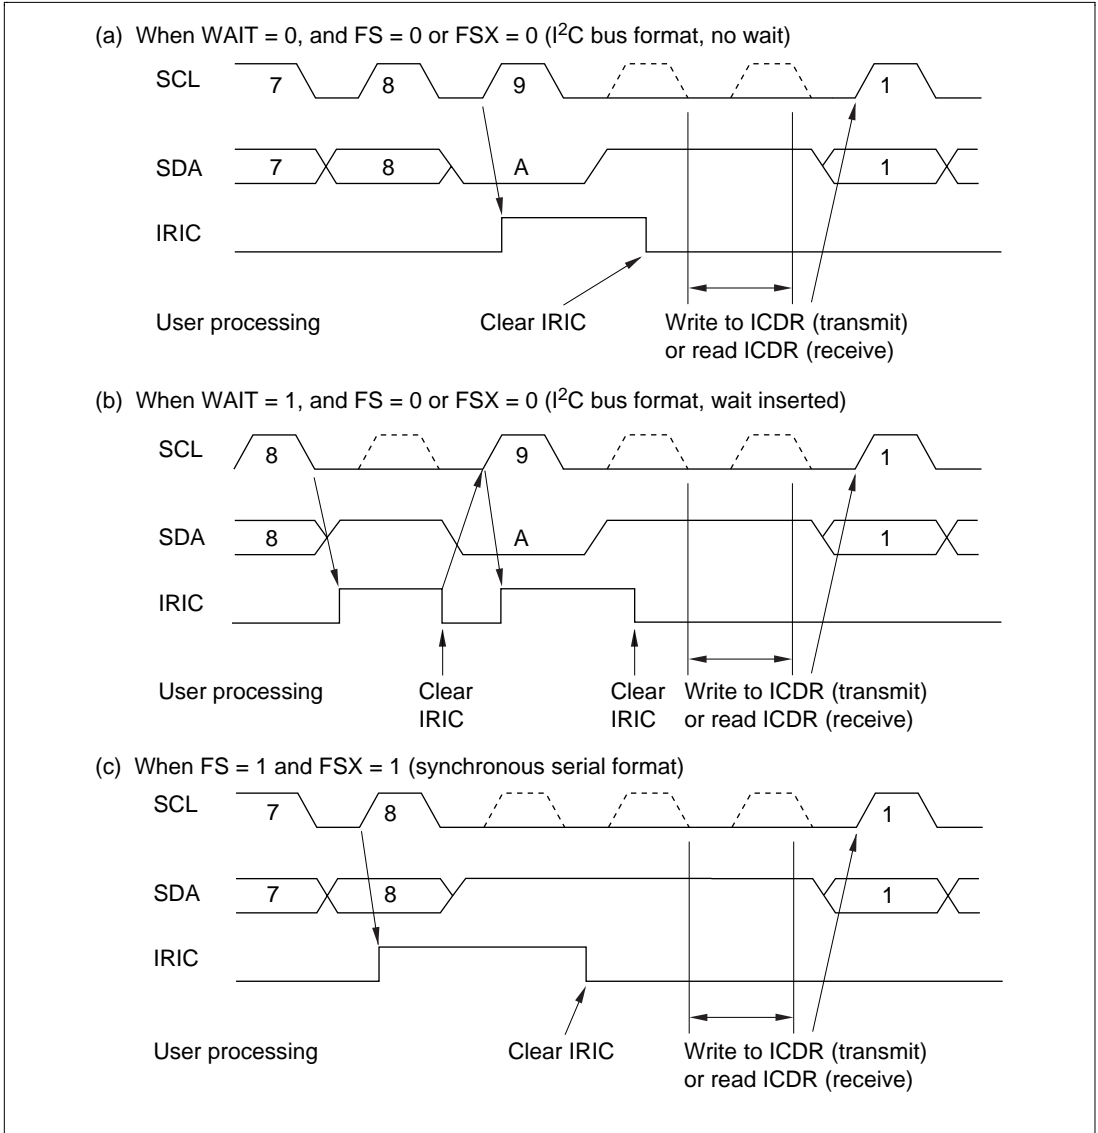 (a) When WAIT = 0, and FS = 0 or FSX = 0 (I²C bus format, no wait)
SCL 7 8 9 1
SDA 7 8 A 1
IRIC
User processing Clear IRIC Write to ICDR (transmit)
or read ICDR (receive)
(b) When WAIT = 1, and FS = 0 or FSX = 0 (I²C bus format, wait inserted)
SCL 8 9 1
SDA 8 A 1
IRIC
User processing Clear Clear Write to ICDR (transmit)
IRIC IRIC or read ICDR (receive)
(c) When FS = 1 and FSX = 1 (synchronous serial format)
SCL 7 8 1
SDA 7 8 1
IRIC
User processing Clear IRIC Write to ICDR (transmit)
or read ICDR (receive)